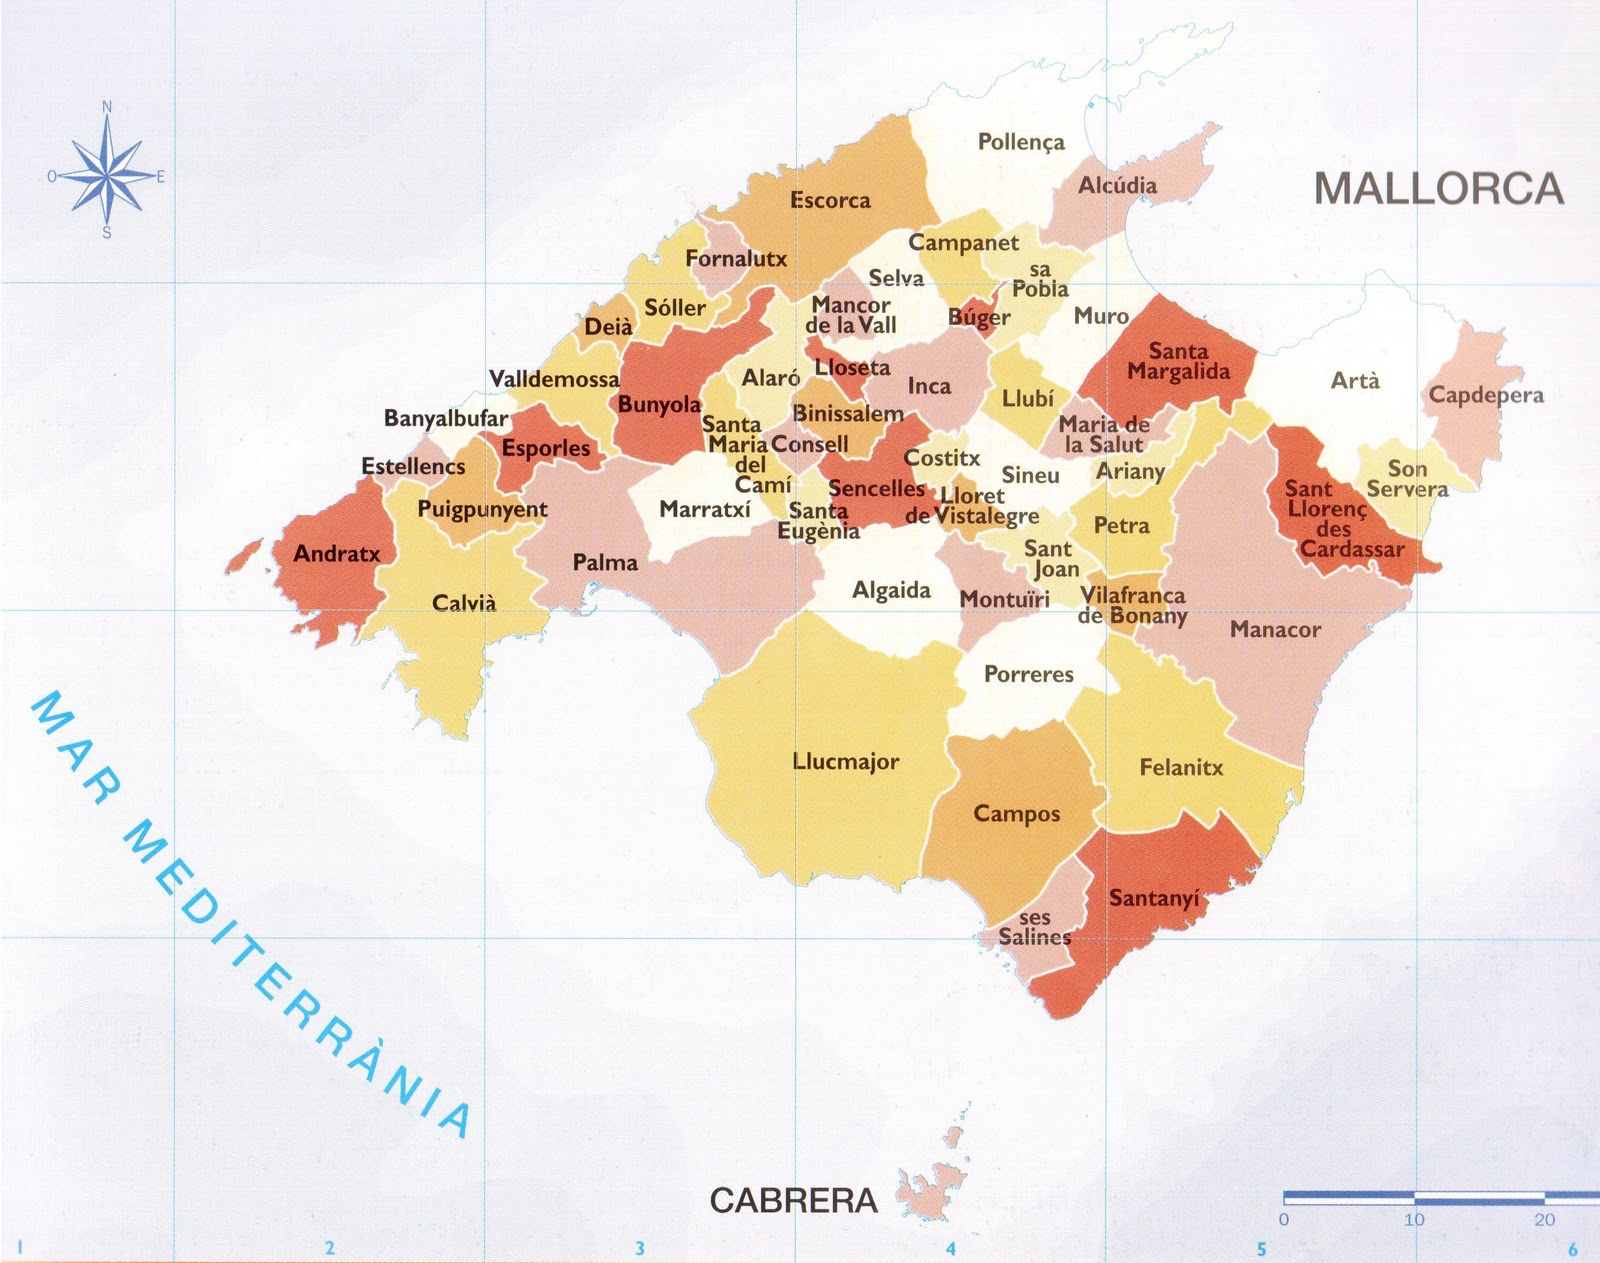 N
O
E
S
MALLORCA
Pollença
Alcúdia
Escorca
Campanet
Fornalutx
Selva
sa
Pobla
Sóller
Mancor
de la Vall
Búger
Muro
Deià
Santa
Margalida
Lloseta
Alaró
Inca
Valldemossa
Artà
Capdepera
Llubí
Bunyola
Binissalem
Banyalbufar
Santa
Maria
del
Camí
Consell
Maria de
la Salut
Esporles
Costitx
Estellencs
Sineu
Ariany
Son
Servera
Sencelles
Lloret
de Vistalegre
Sant
Llorenç
des
Cardassar
Puigpunyent
Marratxí
Santa
Eugènia
Petra
Andratx
Palma
Sant
Joan
Algaida
Montuïri
Vilafranca
de Bonany
Calvià
Manacor
Porreres
Llucmajor
Felanitx
Campos
Santanyí
ses
Salines
MAR MEDITERRÀNIA
CABRERA
0 10 20
1 2 3 4 5 6